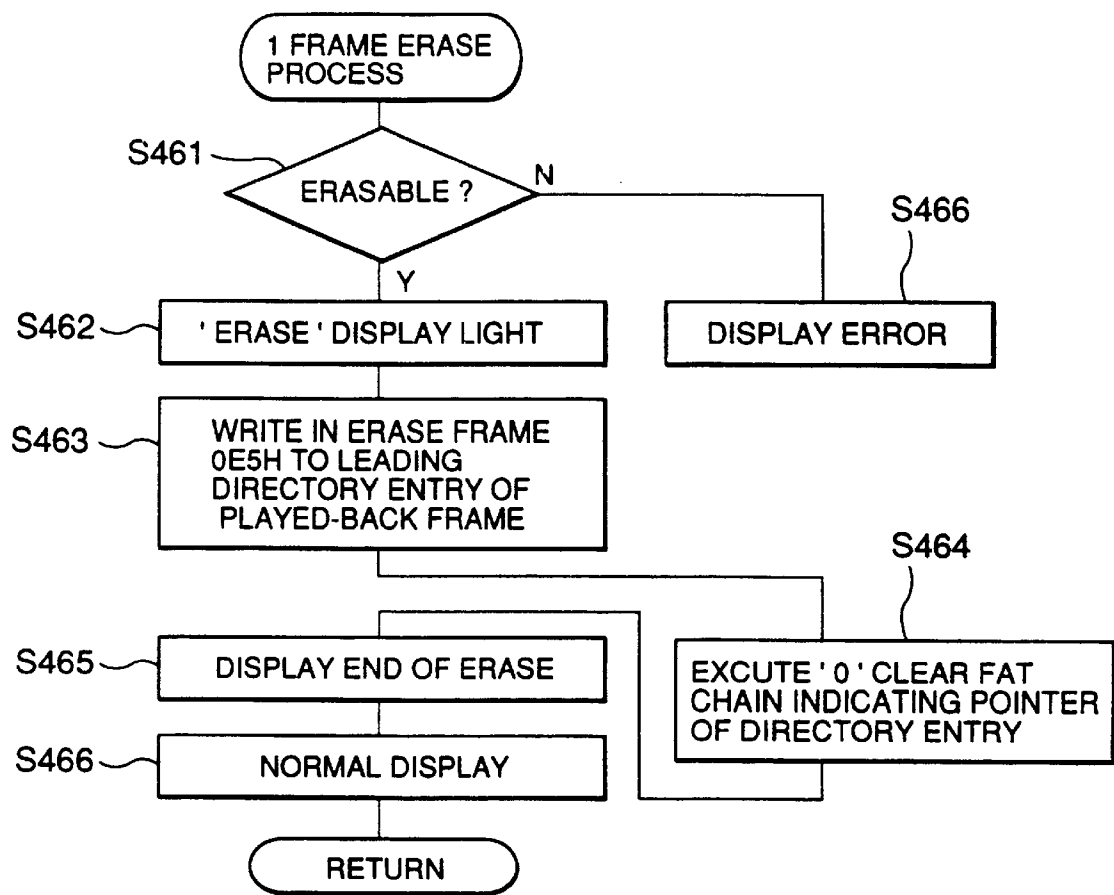 1 FRAME ERASE
PROCESS
S461
ERASABLE ?
N
Y
S466
DISPLAY ERROR
S462
' ERASE ' DISPLAY LIGHT
S463
WRITE IN ERASE FRAME
0E5H TO LEADING
DIRECTORY ENTRY OF
PLAYED-BACK FRAME
S464
EXCUTE ' 0 ' CLEAR FAT
CHAIN INDICATING POINTER
OF DIRECTORY ENTRY
S465
DISPLAY END OF ERASE
S466
NORMAL DISPLAY
RETURN